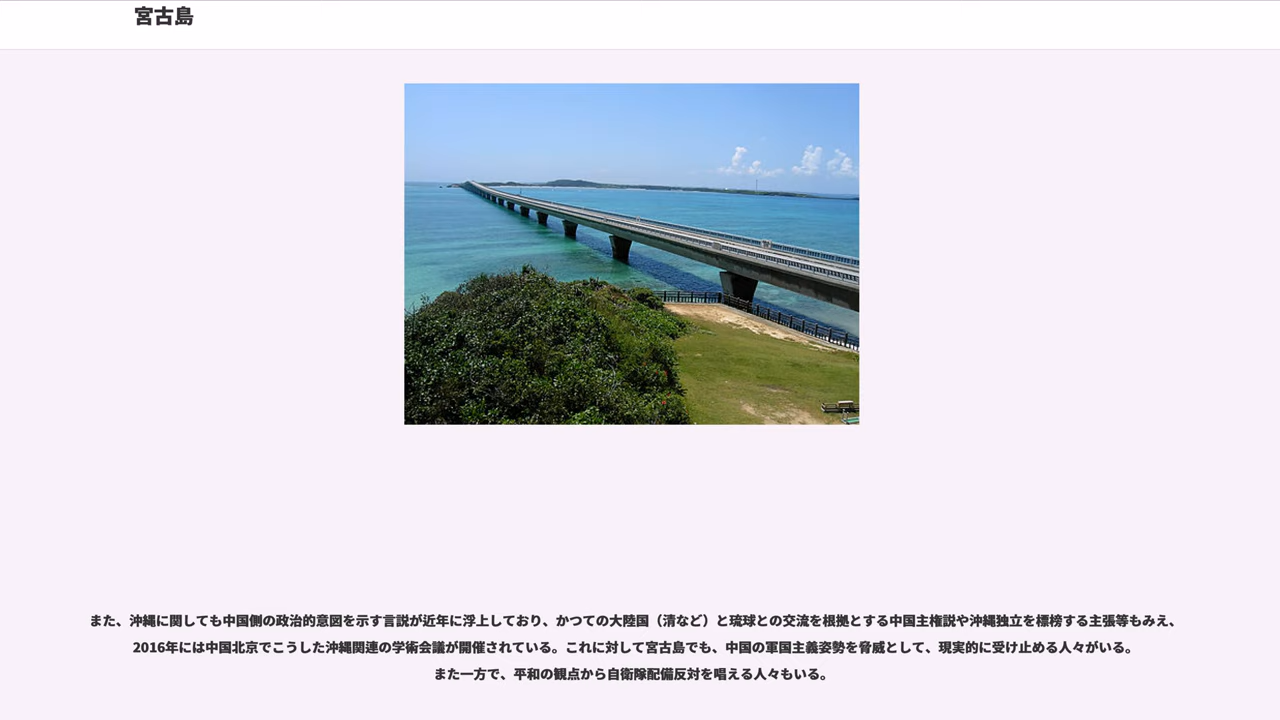 宮古島
また、沖縄に関しても中国側の政治的意図を示す言説が近年に浮上しており、かつての大陸国（清など）と琉球との交流を根拠とする中国主権説や沖縄独立を標榜する主張等もみえ、
2016年には中国北京でこうした沖縄関連の学術会議が開催されている。これに対して宮古島でも、中国の軍国主義姿勢を脅威として、現実的に受け止める人々がいる。
また一方で、平和の観点から自衛隊配備反対を唱える人々もいる。